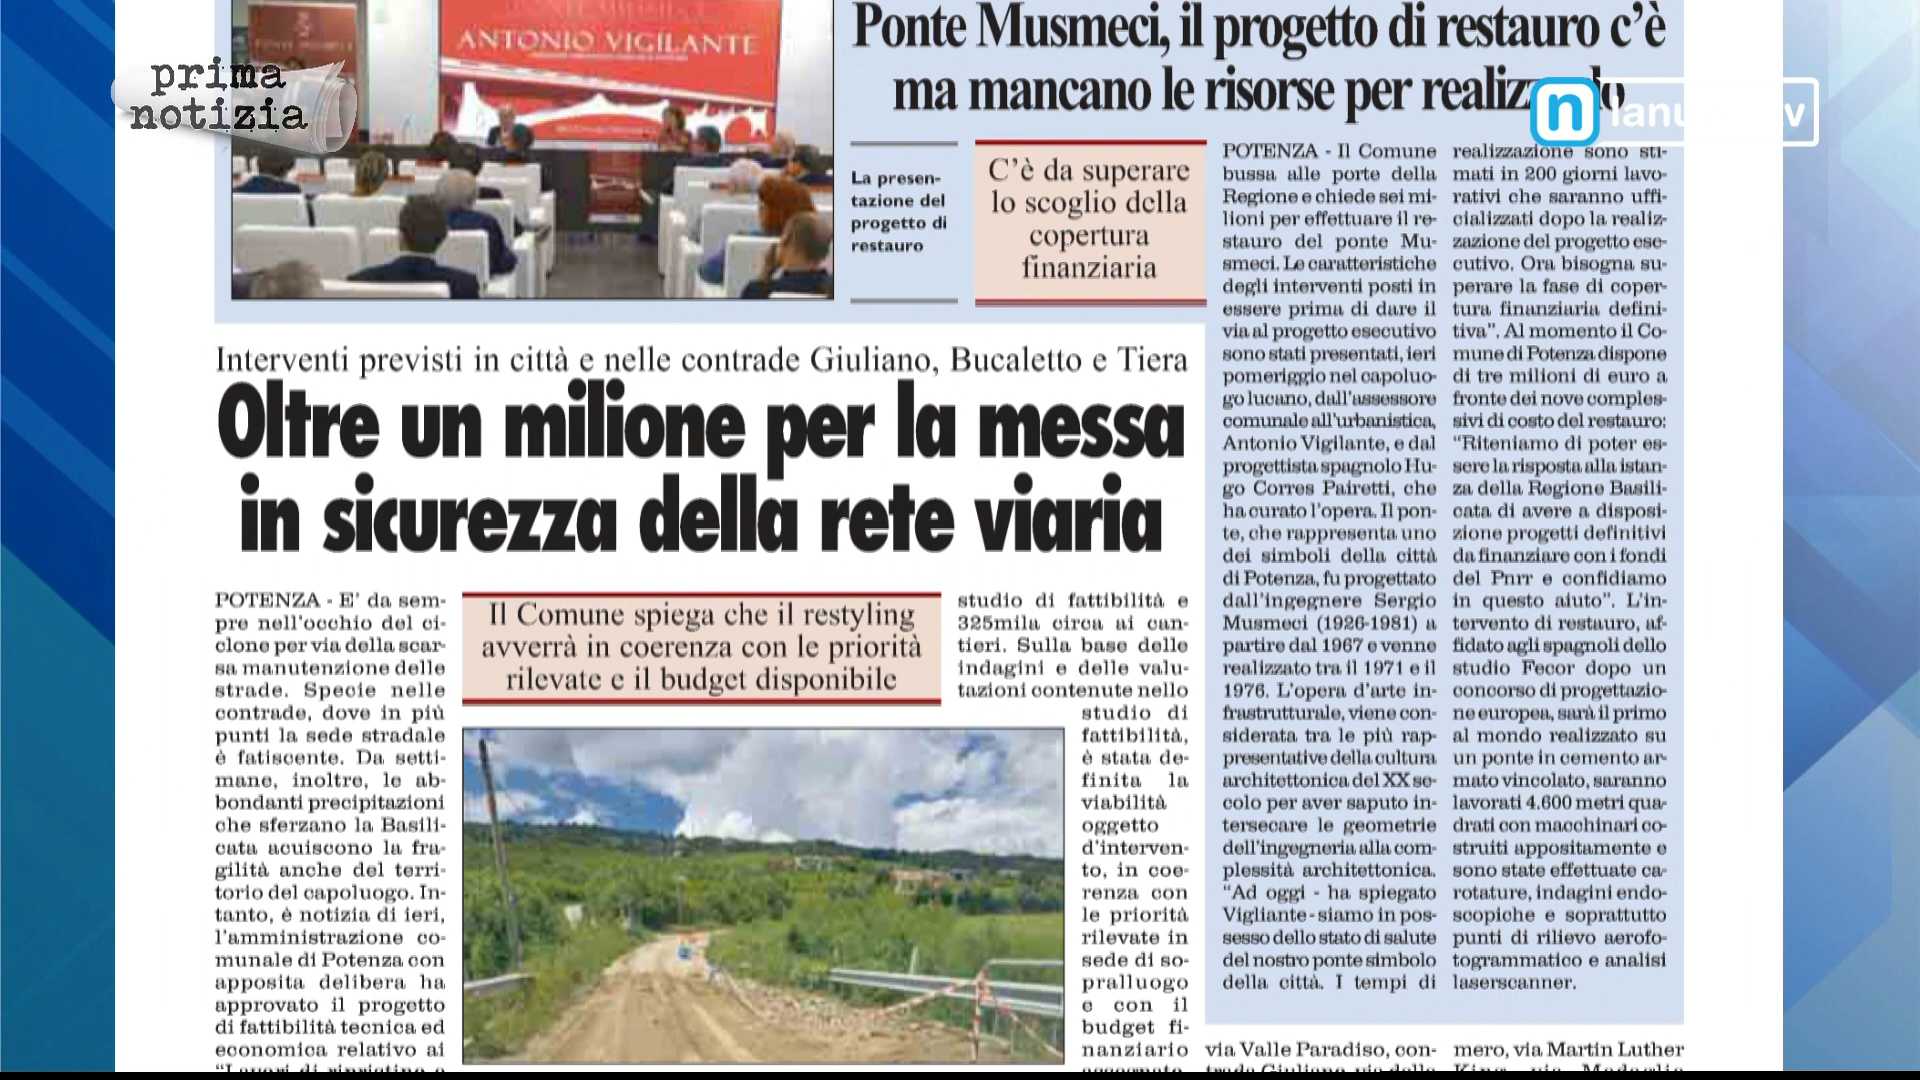 prima
notizia
ANTONIO VIGILANTE
Ponte Musmeci, il progetto di restauro c'è
ma mancano le risorse per
La presen-
tazione del
progetto di
restauro
C'è da superare
lo scoglio della
copertura
finanziaria
POTENZA - Il Comune
bussa alle porte della
Regione e chiede sei mi-
lioni per effettuare il re-
stauro del ponte Mu-
smeci. Le caratteristiche
degli interventi posti in
essere prima di dare il
via al progetto esecutivo
sono stati presentati, ieri
pomeriggio nel capoluo-
go lucano, dall'assessore
comunale all'urbanistica,
Antonio Vigilante, e dal
progettista spagnolo Hu-
go Corres Pairetti, che
ha curato l'opera. Il pon-
te, che rappresenta uno
dei simboli della città
di Potenza, fu progettato
dall'ingegnere Sergio
Musmeci (1926-1981) a
partire dal 1967 e venne
realizzato tra il 1971 e il
1976. L'opera d'arte in-
frastrutturale, viene con-
siderata tra le più rap-
presentative della cultura
architettonica del XX se-
colo per aver saputo in-
tersecare le geometrie
dell'ingegneria alla com-
plessità architettonica.
"Ad oggi - ha spiegato
Vigliante - siamo in pos-
sesso dello stato di salute
del nostro ponte simbolo
della città. I tempi di
realizzazione sono sti-
mati in 200 giorni lavo-
rativi che saranno uffi-
cializzati dopo la realiz-
zazione del progetto ese-
cutivo. Ora bisogna su-
perare la fase di coper-
tura finanziaria defini-
tiva". Al momento il Co-
mune di Potenza dispone
di tre milioni di euro a
fronte dei nove comples-
sivi di costo del restauro:
"Riteniamo di poter es-
sere la risposta alla istan-
za della Regione Basili-
cata di avere a disposi-
zione progetti definitivi
da finanziare con i fondi
del Pnrr e confidiamo
in questo aiuto". L'in-
tervento di restauro, af-
fidato agli spagnoli dello
studio Fecor dopo un
concorso di progettazio-
ne europea, sarà il primo
al mondo realizzato su
un ponte in cemento ar-
mato vincolato, saranno
lavorati 4.600 metri qua-
drati con macchinari co-
struiti appositamente e
sono state effettuate ca-
rotature, indagini endo-
scopiche e soprattutto
punti di rilievo aerofo-
togrammatico e analisi
laserscanner.
Interventi previsti in città e nelle contrade Giuliano, Bucaletto e Tiera
Oltre un milione per la messa
in sicurezza della rete viaria
POTENZA - E' da sem-
pre nell'occhio del ci-
clone per via della scar-
sa manutenzione delle
strade. Specie nelle
contrade, dove in più
punti la sede stradale
è fatiscente. Da setti-
mane, inoltre, le ab-
bondanti precipitazioni
che sferzano la Basili-
cata acuiscono la fra-
gilità anche del terri-
torio del capoluogo. In-
tanto, è notizia di ieri,
l'amministrazione co-
munale di Potenza con
apposita delibera ha
approvato il progetto
di fattibilità tecnica ed
economica relativo ai
Il Comune spiega che il restyling
avverrà in coerenza con le priorità
rilevate e il budget disponibile
studio di fattibilità e
325mila circa ai can-
tieri. Sulla base delle
indagini e delle valu-
tazioni contenute nello
studio di
fattibilità,
è stata de-
finita la
viabilità
oggetto
d'interven-
to, in coe-
renza con
le priorità
rilevate in
sede di so-
pralluogo
e con il
budget fi-
nanziario
via Valle Paradiso, con-
mero, via Martin Luther